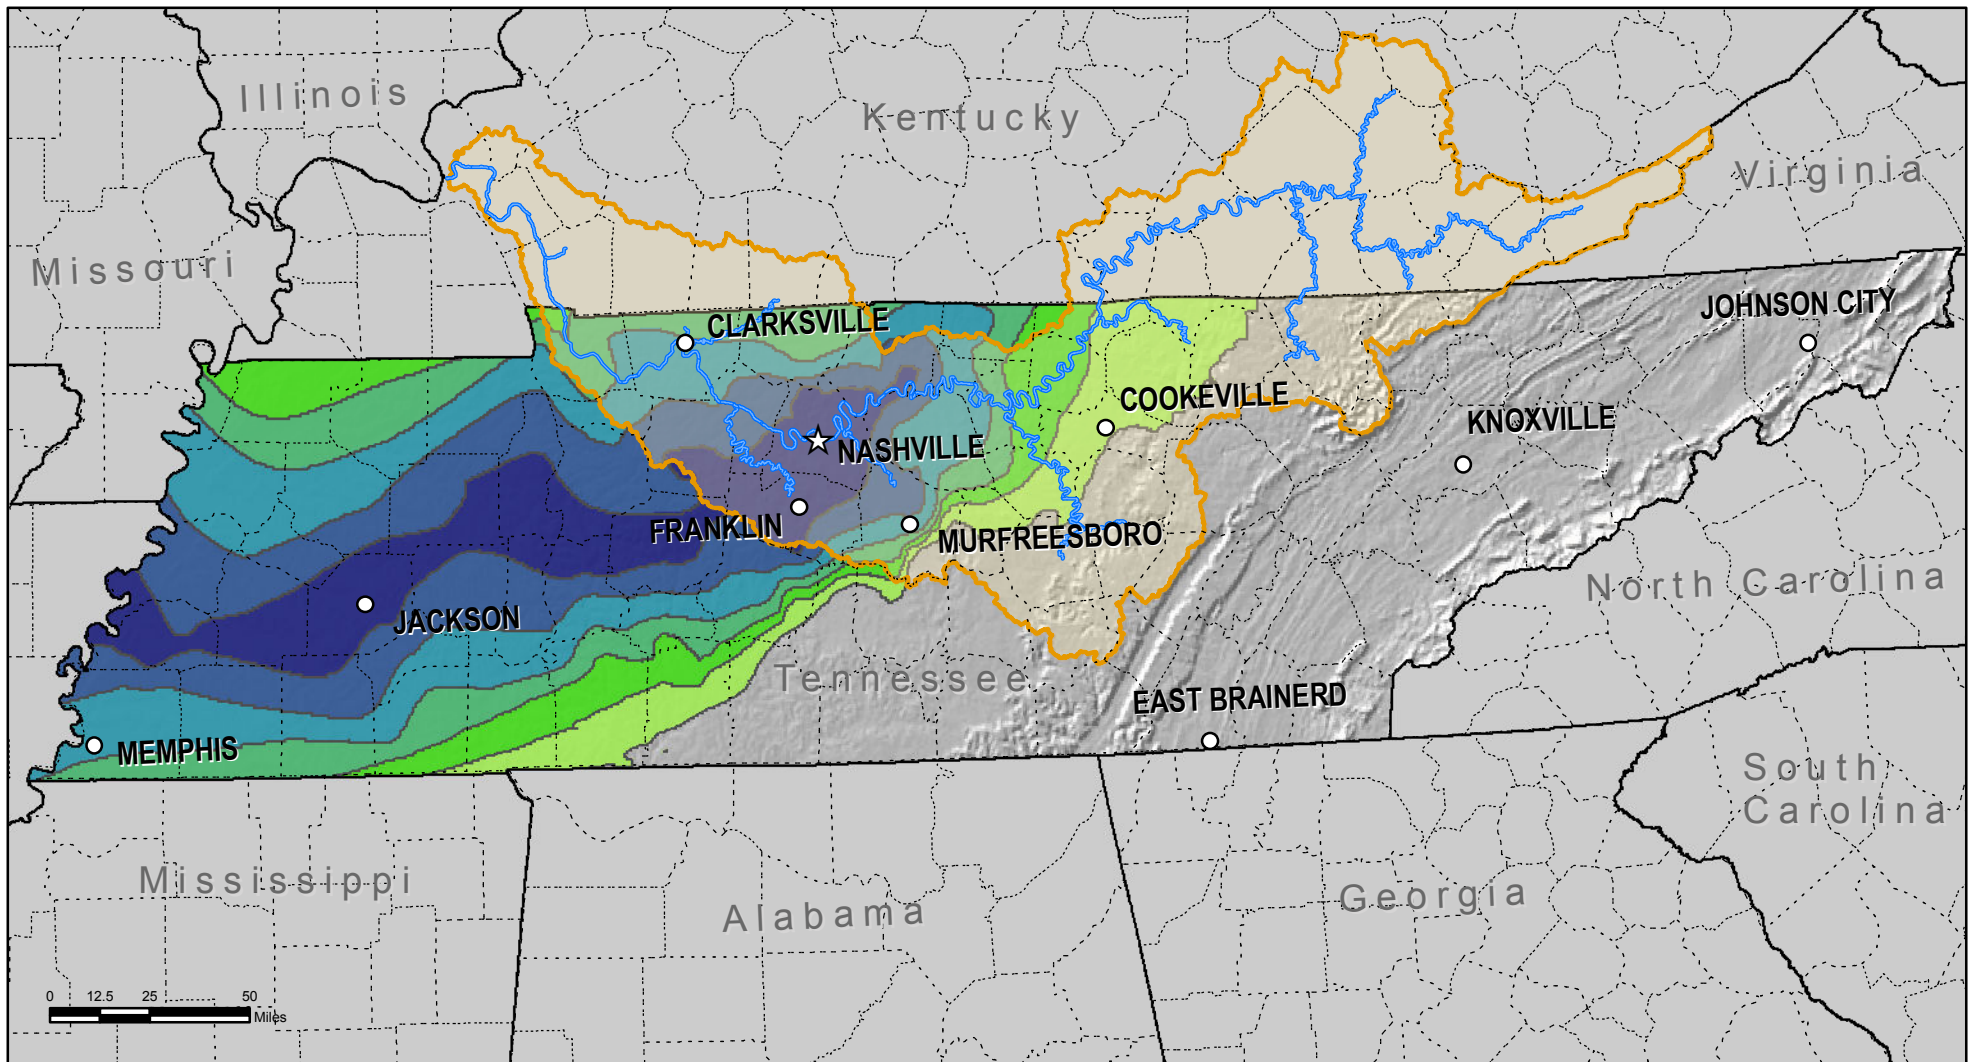 Illinois
Kentucky
Virginia
Missouri
JOHNSON CITY
CLARKSVILLE
COOKEVILLE
KNOXVILLE
NASHVILLE
FRANKLIN
MURFREESBORO
North Carolina
JACKSON
Tennessee
EAST BRAINERD
MEMPHIS
South
Carolina
Mississippi
Georgia
Alabama
0 12.5 25 50
Miles